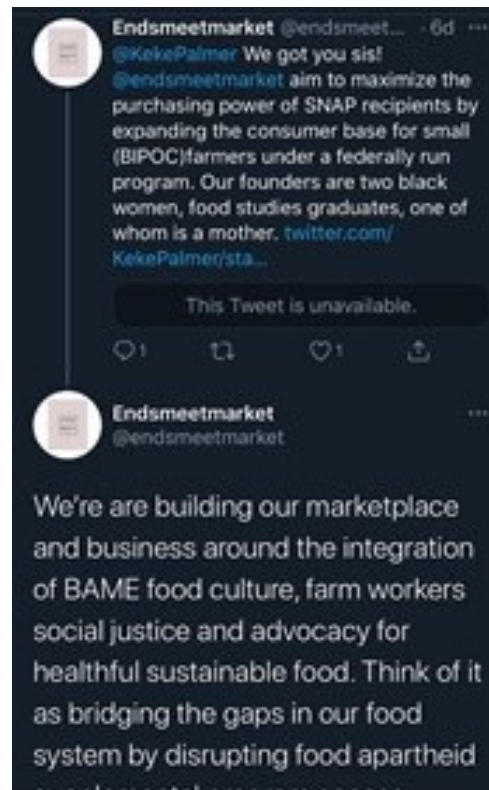 Endsmeetmarket @endsmeet... · 6d ···
@KekePalmer We got you sis!
@endsmeetmarket aim to maximize the
purchasing power of SNAP recipients by
expanding the consumer base for small
(BIPOC)farmers under a federally run
program. Our founders are two black
women, food studies graduates, one of
whom is a mother. twitter.com/
KekePalmer/sta...
This Tweet is unavailable.
1 1
Endsmeetmarket ···
@endsmeetmarket
We're are building our marketplace
and business around the integration
of BAME food culture, farm workers
social justice and advocacy for
healthful sustainable food. Think of it
as bridging the gaps in our food
system by disrupting food apartheid